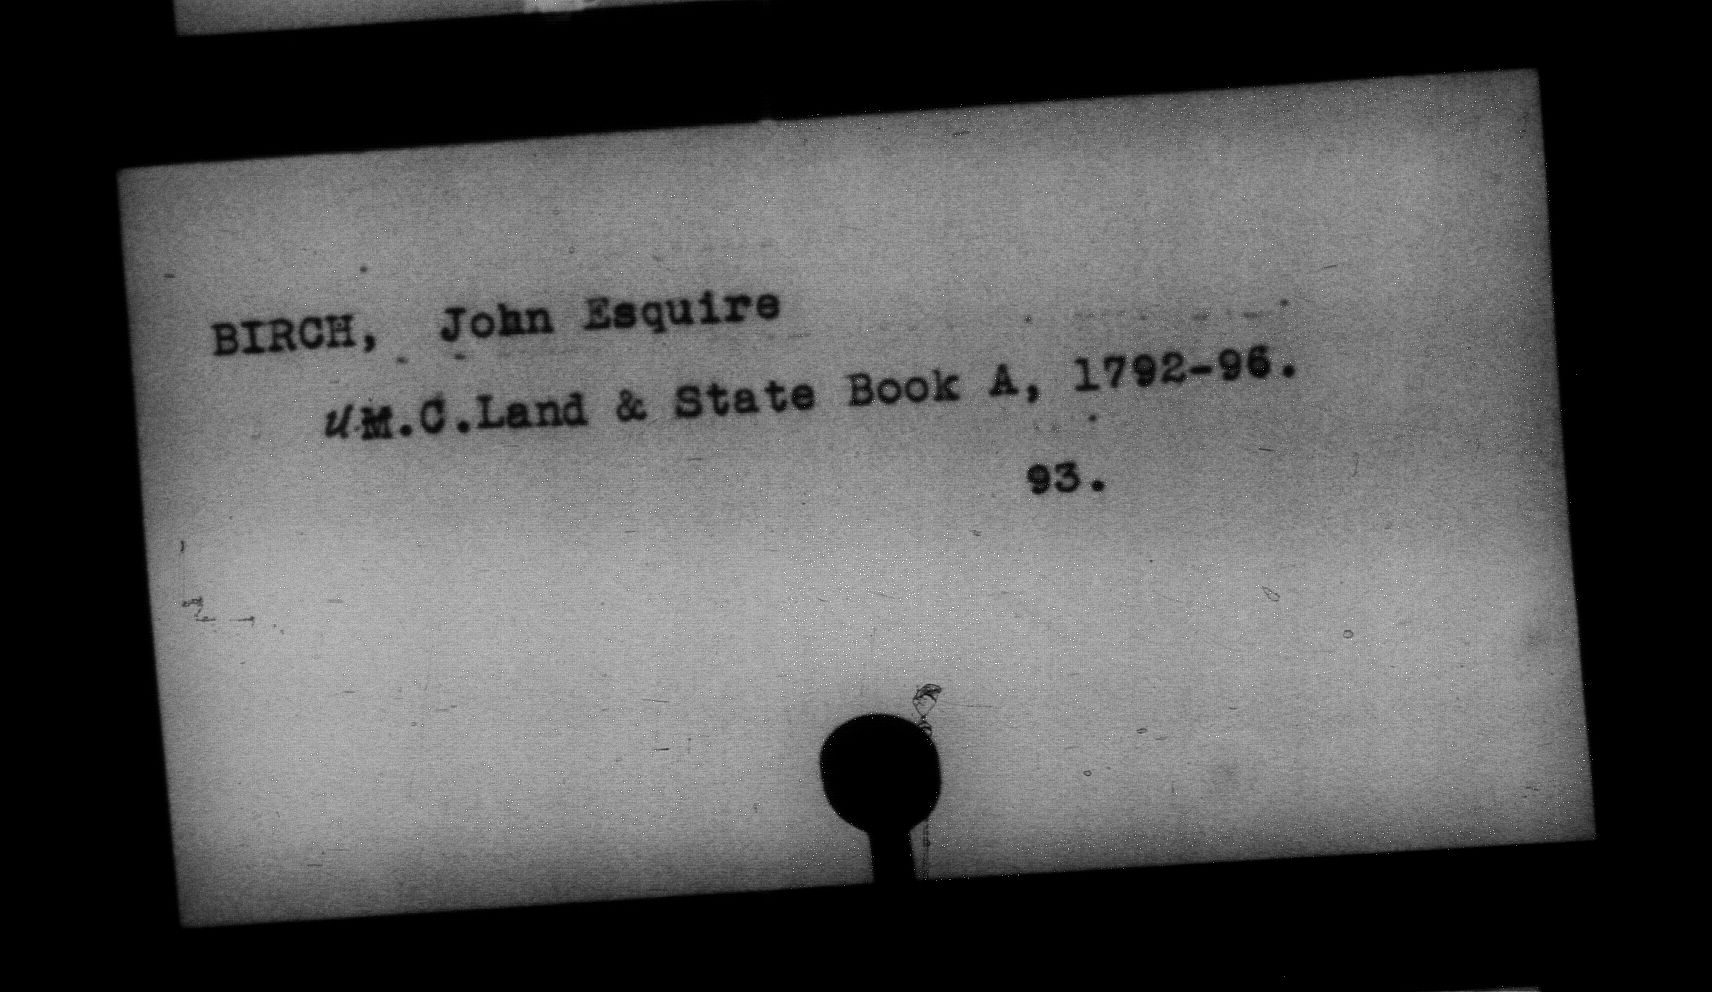 BIRCH, John Esquire
U.M.C.Land & State Book A, 1792-96.
93.